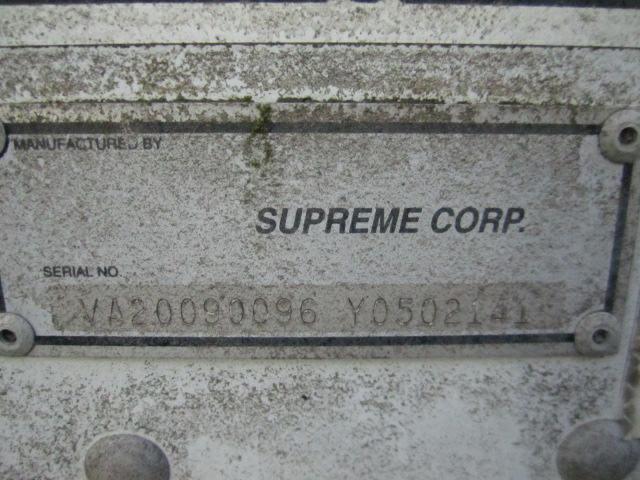 MANUFACTURED BY
SUPREME CORP.
SERIAL NO.
VA20090096 Y0502141